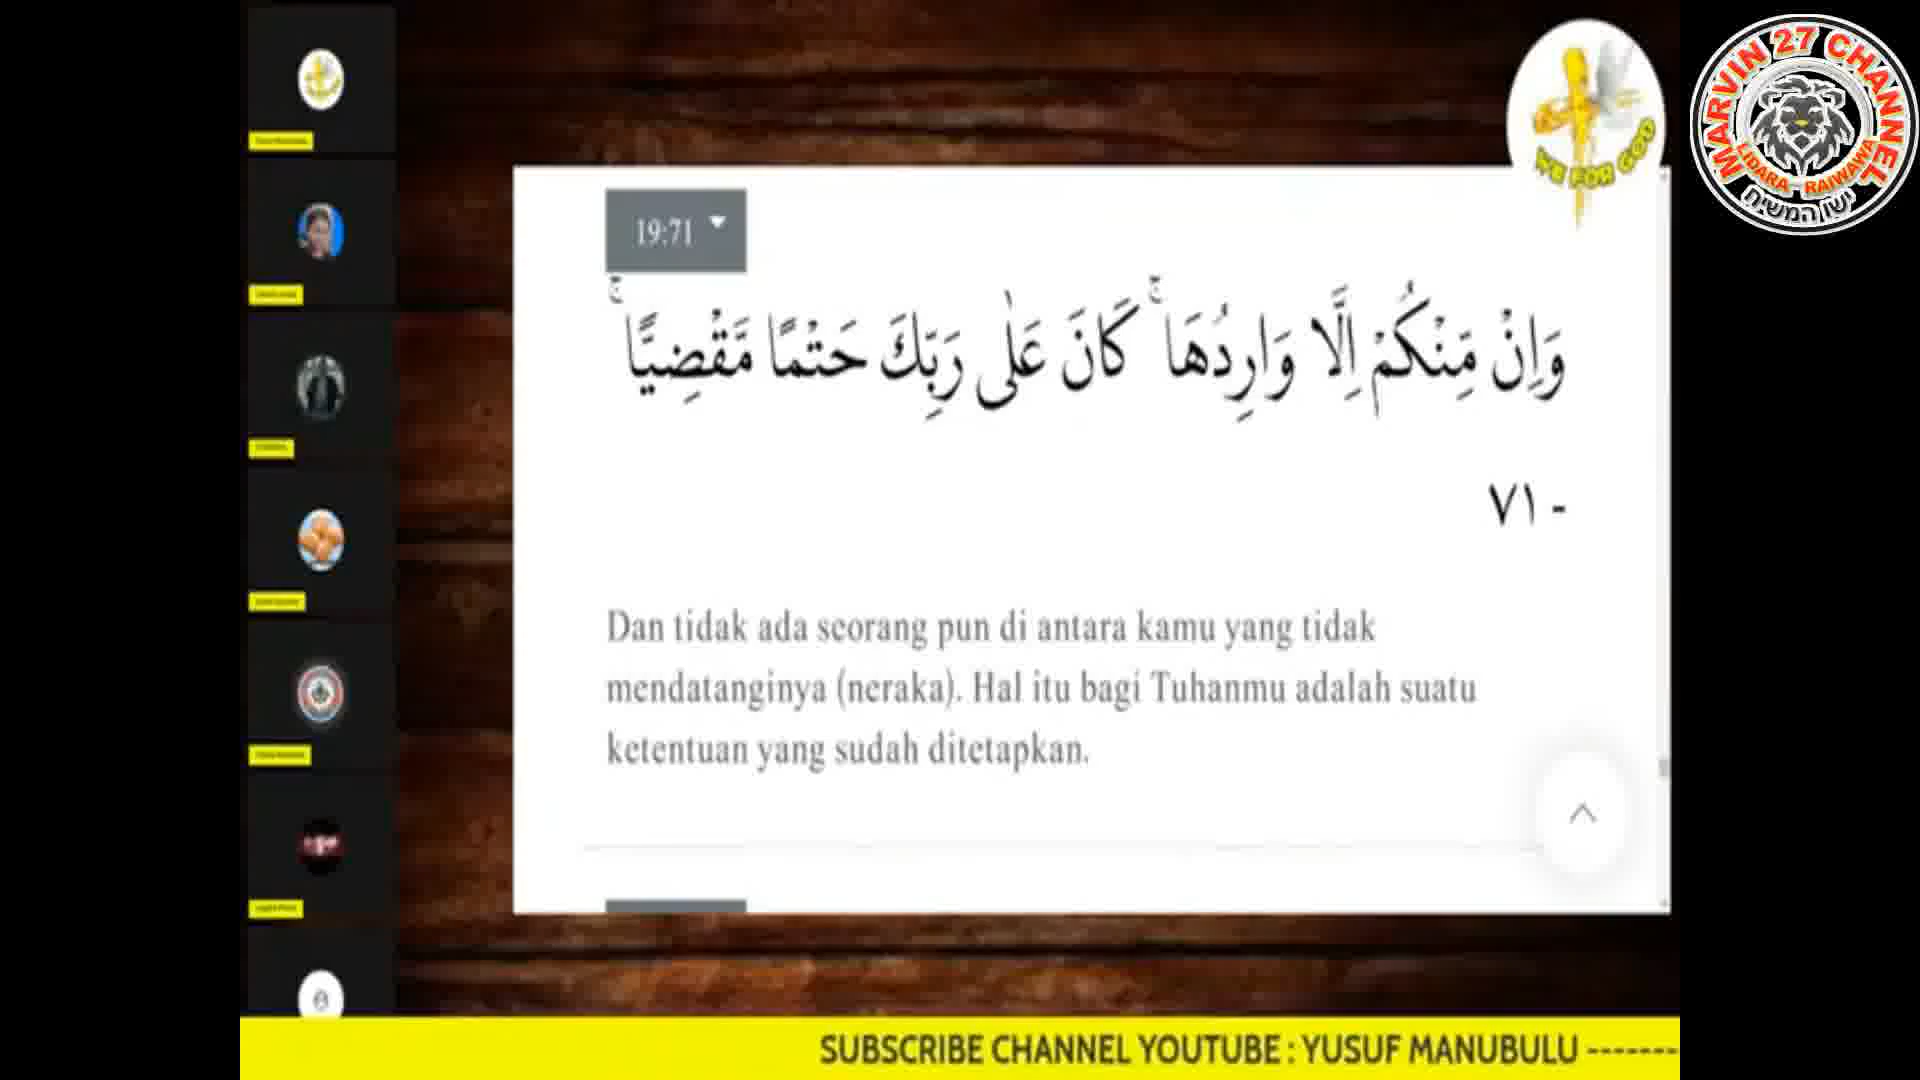 MARVIN 27 CHANNEL
LIDARA - RAIWAWA
ישו המשיח
WE FOR GOD
19:71
وَاِنْ مِّنْكُمْ اِلَّا وَارِدُهَا ۚ كَانَ عَلٰى رَبِّكَ حَتْمًا مَّقْضِيًّا ۚ
- ٧١
Dan tidak ada seorang pun di antara kamu yang tidak
mendatanginya (neraka). Hal itu bagi Tuhanmu adalah suatu
ketentuan yang sudah ditetapkan.
SUBSCRIBE CHANNEL YOUTUBE : YUSUF MANUBULU -------